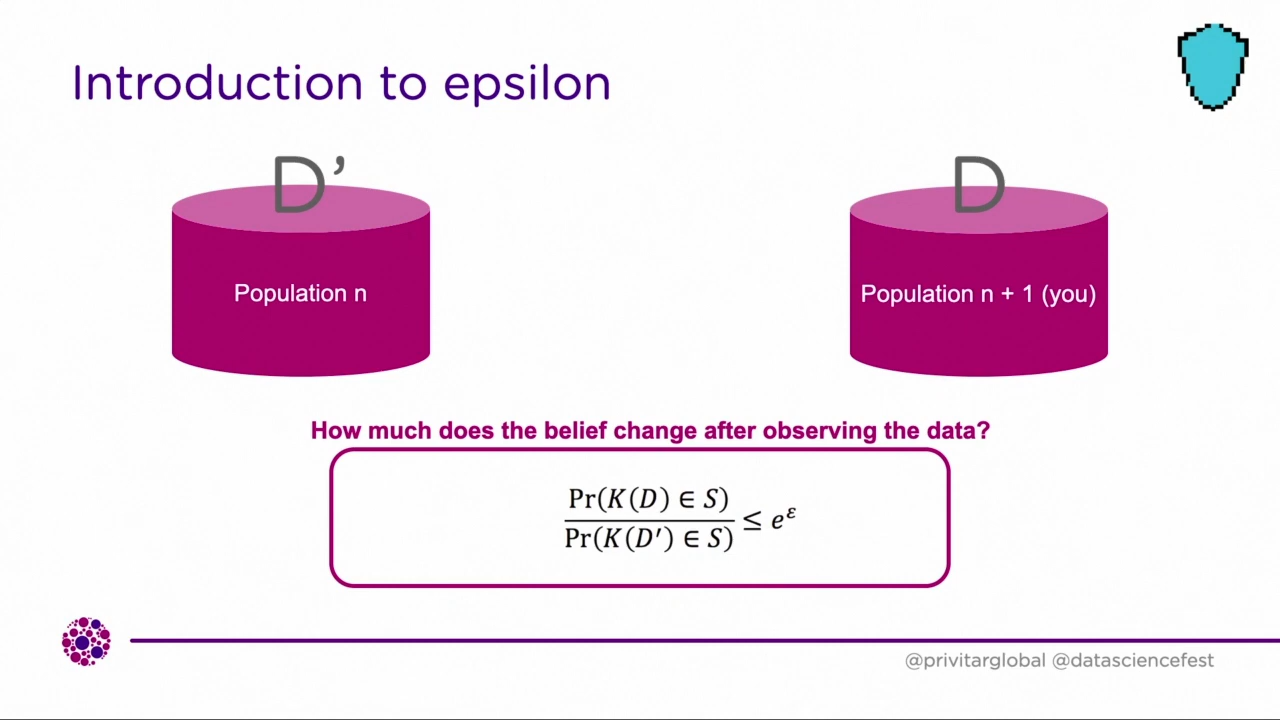 Introduction to epsilon
D’
D
Population n
Population n + 1 (you)
How much does the belief change after observing the data?
Pr(K(D) ∈ S)
Pr(K(D′) ∈ S)
≤ e^ε
@privitarglobal @datasciencefest